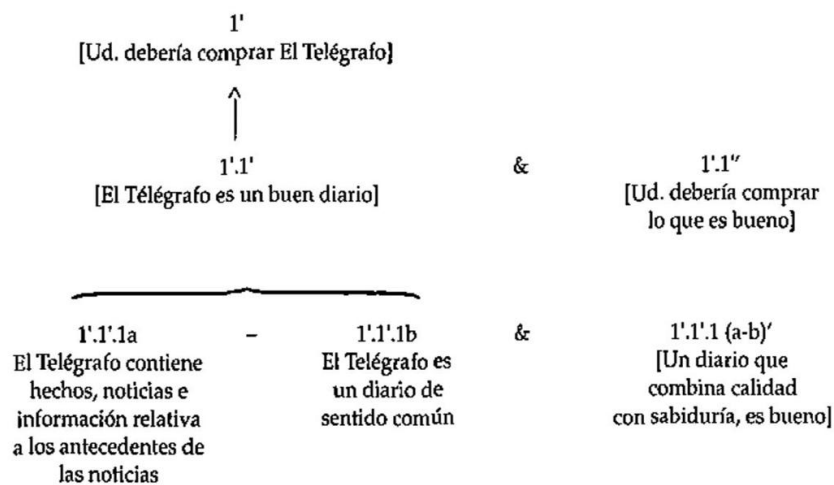 1'
[Ud. debería comprar El Telégrafo]
1'.1' & 1'.1''
[El Télégrafo es un buen diario] [Ud. debería comprar
lo que es bueno]
1'.1'.1a – 1'.1'.1b & 1'.1'.1 (a-b)'
El Telégrafo contiene El Telégrafo es [Un diario que
hechos, noticias e un diario de combina calidad
información relativa sentido común con sabiduría, es bueno]
a los antecedentes de
las noticias